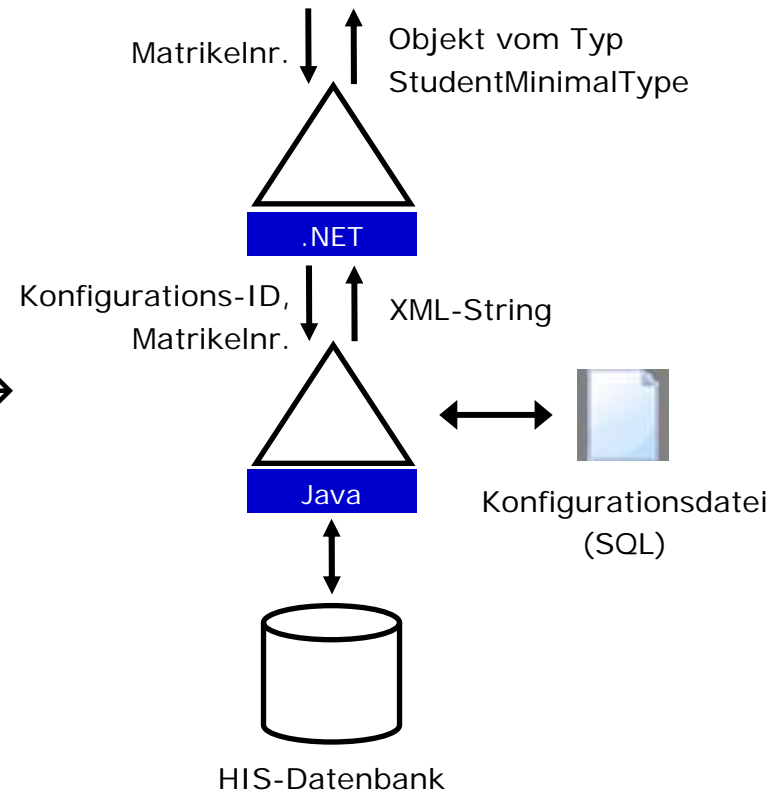 Matrikelnr.
Objekt vom Typ
StudentMinimalType
.NET
Konfigurations-ID,
Matrikelnr.
XML-String
Java
Konfigurationsdatei
(SQL)
HIS-Datenbank